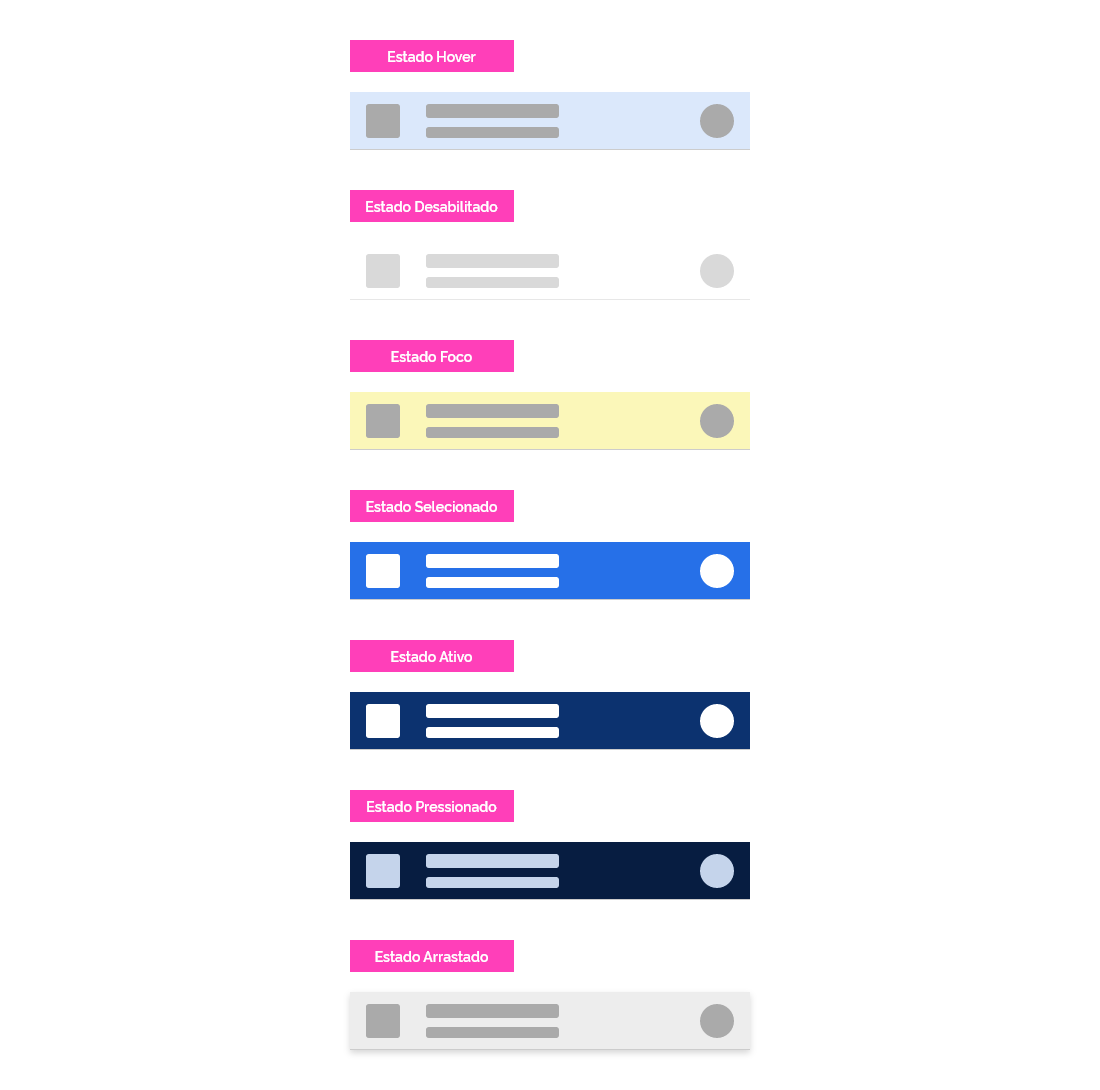 Estado Hover
Estado Desabilitado
Estado Foco
Estado Selecionado
Estado Ativo
Estado Pressionado
Estado Arrastado